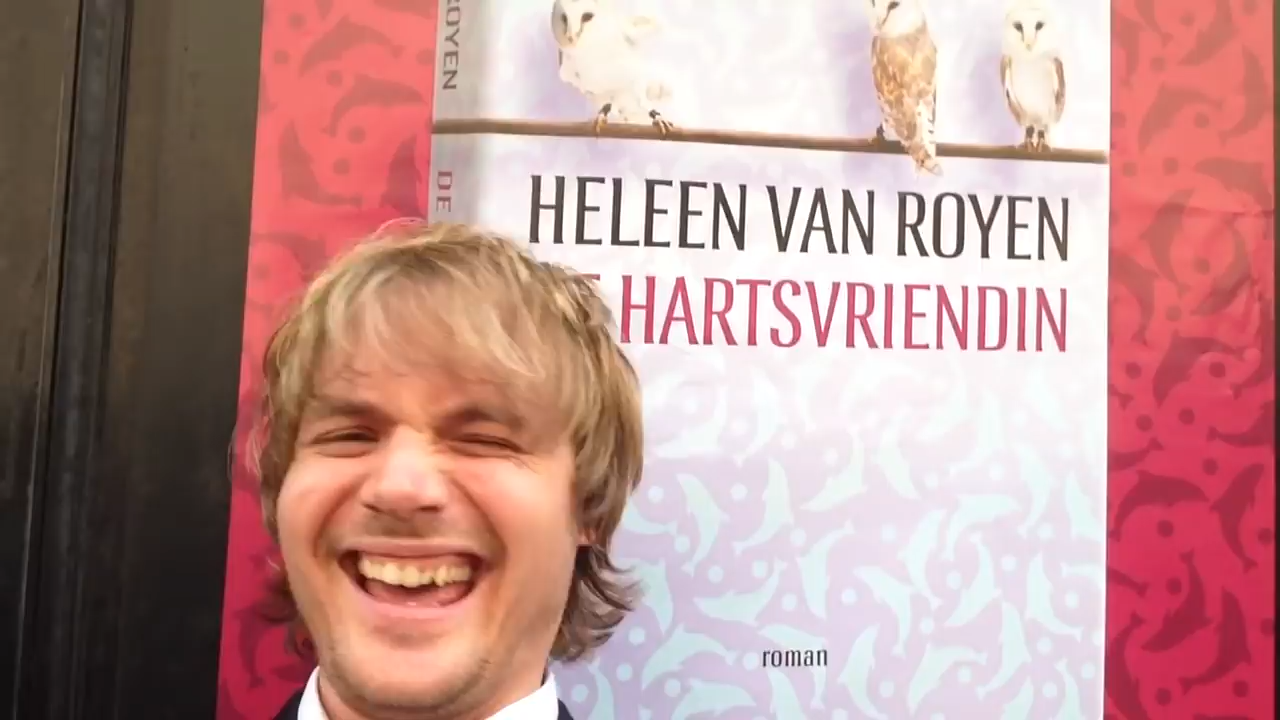 ROYEN
DE
HELEEN VAN ROYEN
HARTSVRIENDIN
roman